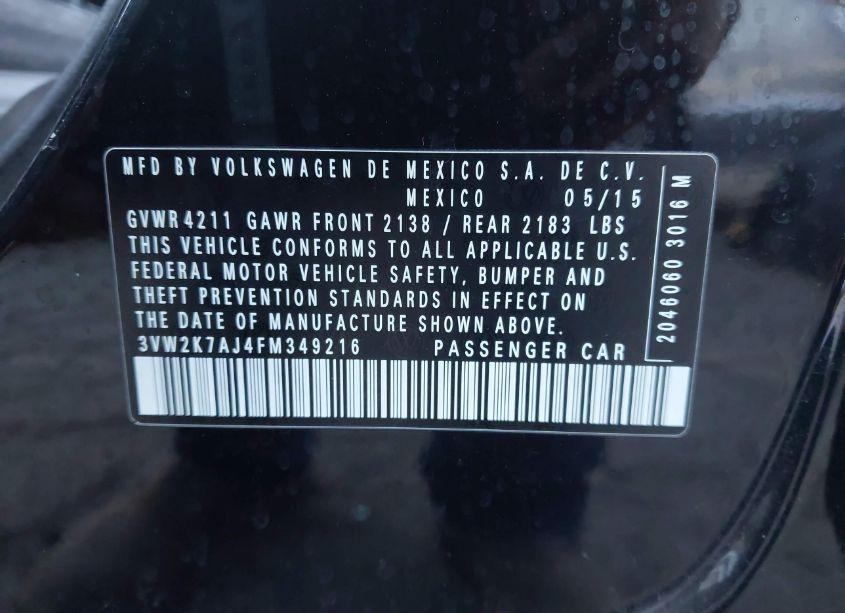 MFD BY VOLKSWAGEN DE MEXICO S.A. DE C.V.
MEXICO 05/15
GVWR 4211 GAWR FRONT 2138 / REAR 2183 LBS
THIS VEHICLE CONFORMS TO ALL APPLICABLE U.S.
FEDERAL MOTOR VEHICLE SAFETY, BUMPER AND
THEFT PREVENTION STANDARDS IN EFFECT ON
THE DATE OF MANUFACTURE SHOWN ABOVE.
3VW2K7AJ4FM349216 PASSENGER CAR
2046060 3016 M